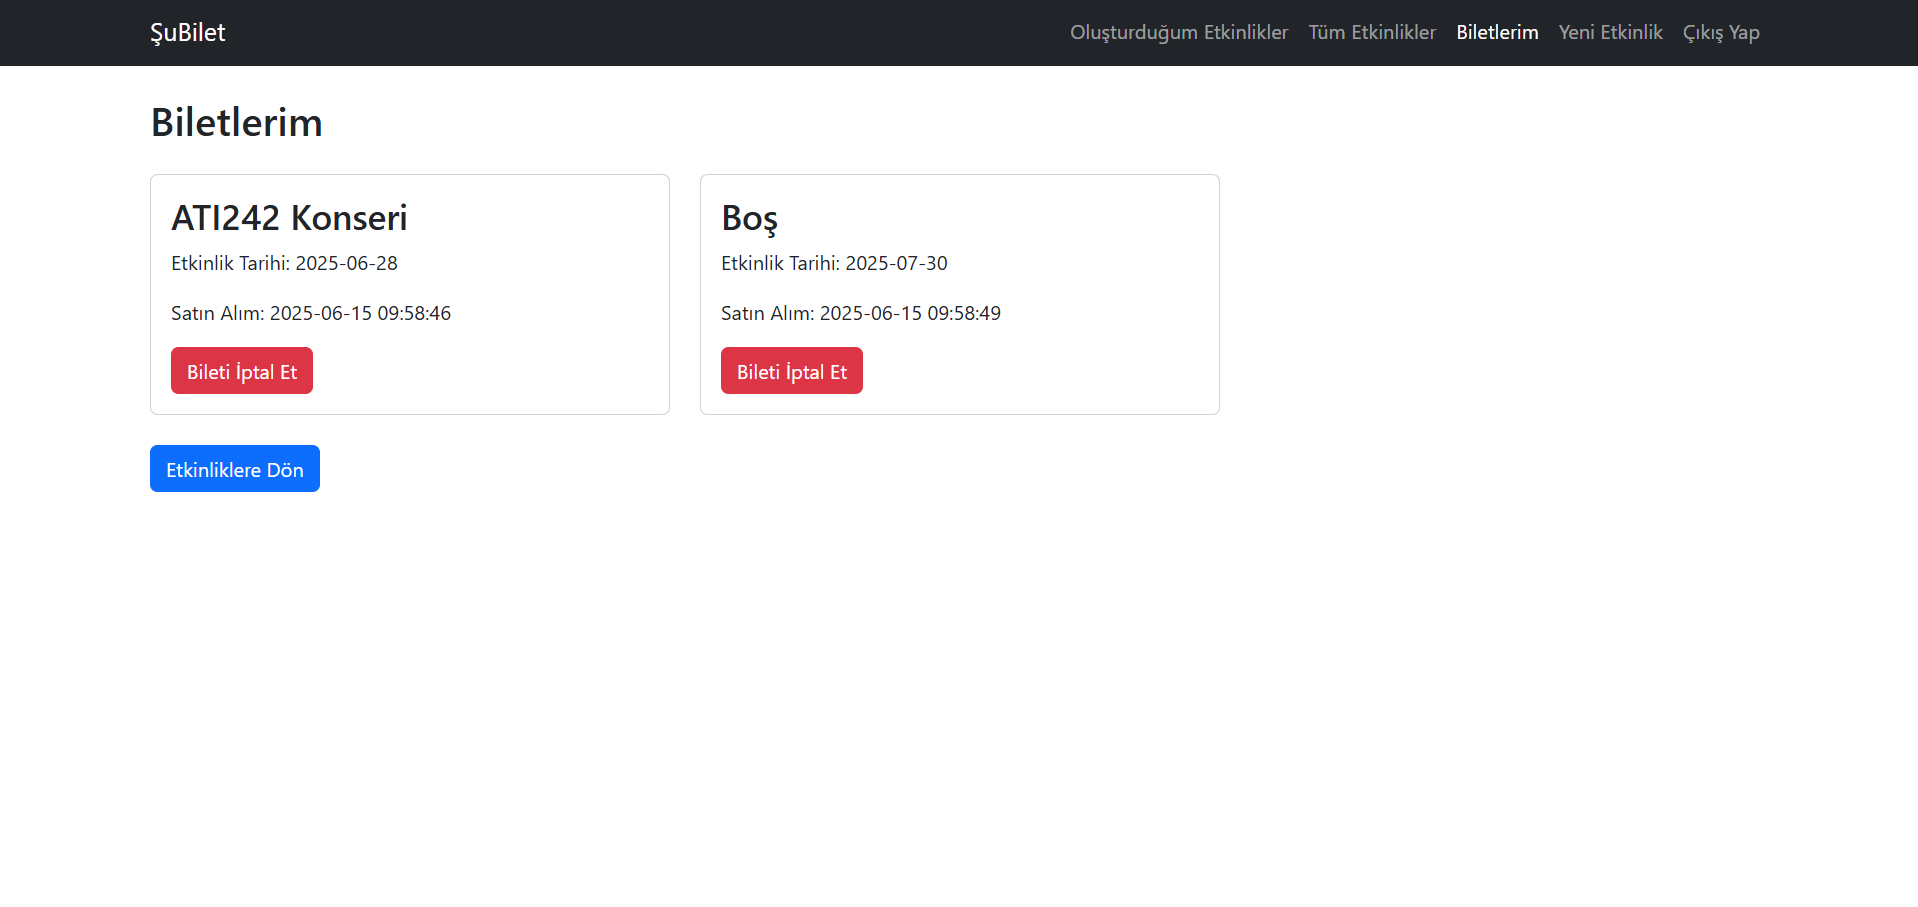 ŞuBilet
Oluşturduğum Etkinlikler Tüm Etkinlikler Biletlerim Yeni Etkinlik Çıkış Yap
Biletlerim
ATI242 Konseri
Etkinlik Tarihi: 2025-06-28
Satın Alım: 2025-06-15 09:58:46
Bileti İptal Et
Boş
Etkinlik Tarihi: 2025-07-30
Satın Alım: 2025-06-15 09:58:49
Bileti İptal Et
Etkinliklere Dön